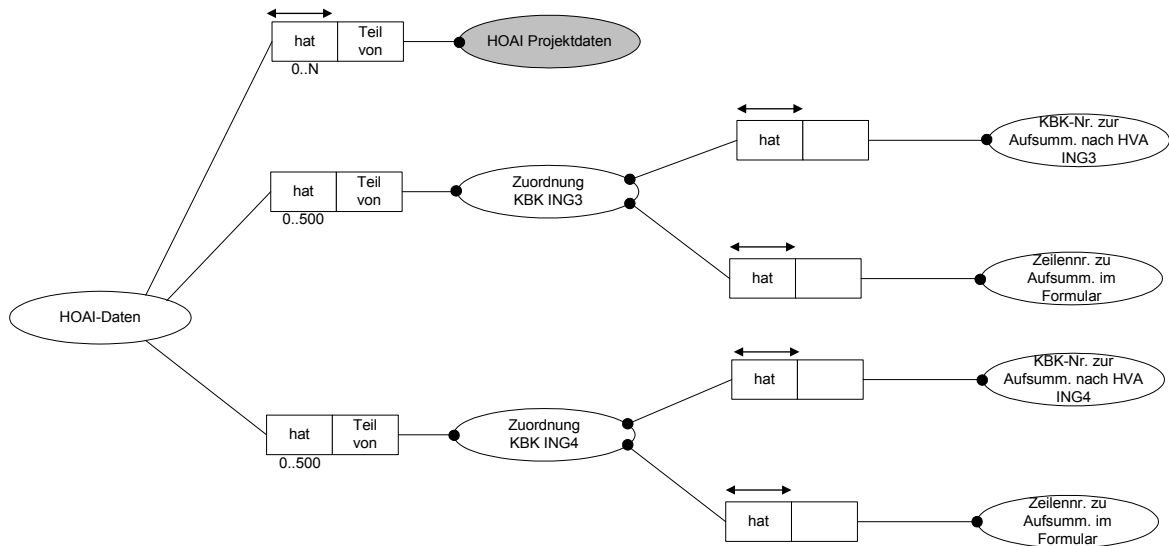 hat
Teil
von
0..N
HOAI Projektdaten
hat
KBK-Nr. zur
Aufsumm. nach HVA
ING3
hat
Teil
von
0..500
Zuordnung
KBK ING3
hat
Zeilennr. zu
Aufsumm. im
Formular
HOAI-Daten
hat
KBK-Nr. zur
Aufsumm. nach HVA
ING4
hat
Teil
von
0..500
Zuordnung
KBK ING4
hat
Zeilennr. zu
Aufsumm. im
Formular